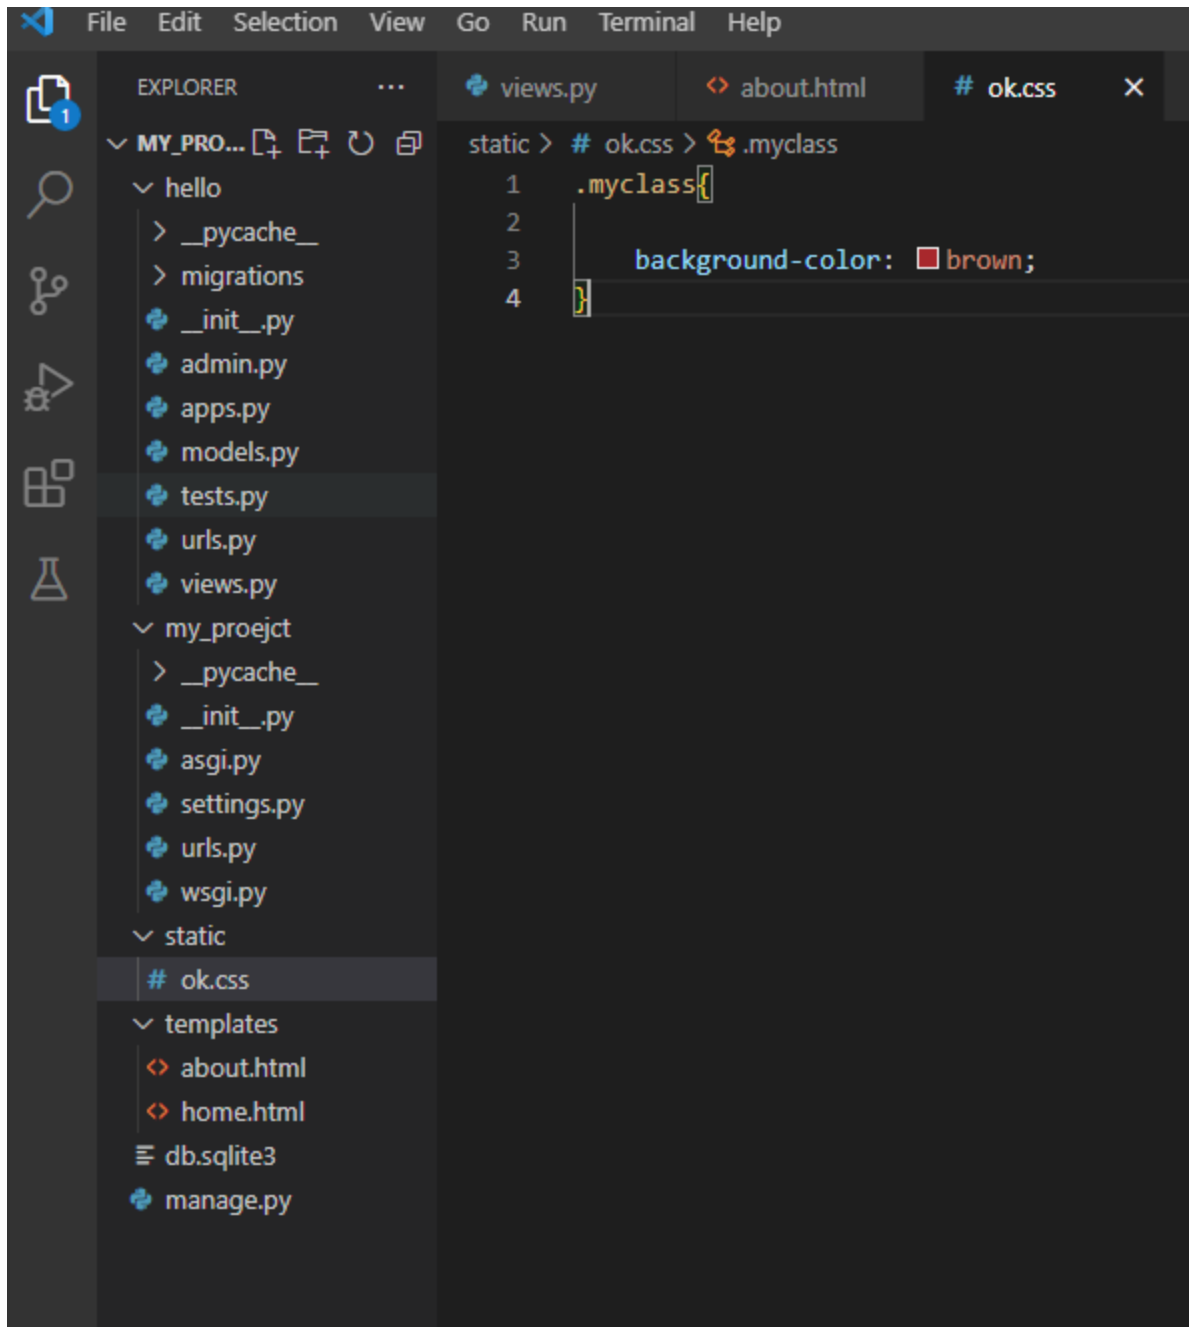 File Edit Selection View Go Run Terminal Help
EXPLORER ...
views.py about.html # ok.css
1
MY_PRO...
static > # ok.css > .myclass
hello
__pycache__
migrations
__init__.py
admin.py
apps.py
models.py
tests.py
urls.py
views.py
my_proejct
__pycache__
__init__.py
asgi.py
settings.py
urls.py
wsgi.py
static
# ok.css
templates
about.html
home.html
db.sqlite3
manage.py
1 .myclass{
2
3 background-color: brown;
4 }